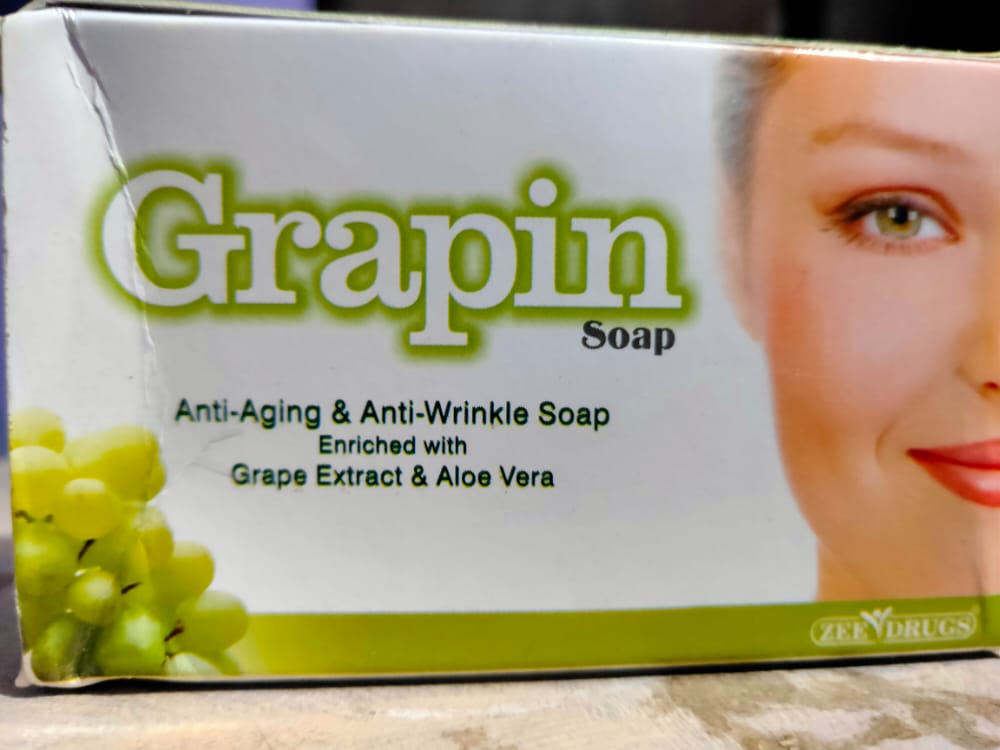 Grapin
Soap
Anti-Aging & Anti-Wrinkle Soap
Enriched with
Grape Extract & Aloe Vera
ZEE DRUGS